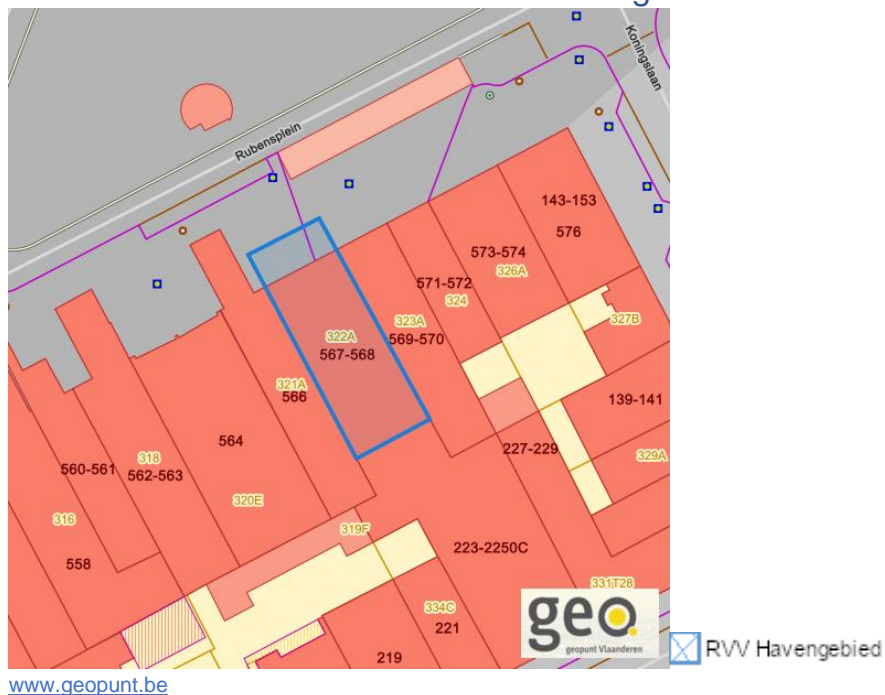 Koningslaan
Rubensplein
143-153
576
573-574
326A
571-572
324
327B
323A
569-570
322A
567-568
321A
566
139-141
564
227-229
329A
560-561
318
562-563
320E
316
319F
558
223-2250C
331T28
334C
221
219
geo.
geopunt Vlaanderen
RVV Havengebied
www.geopunt.be